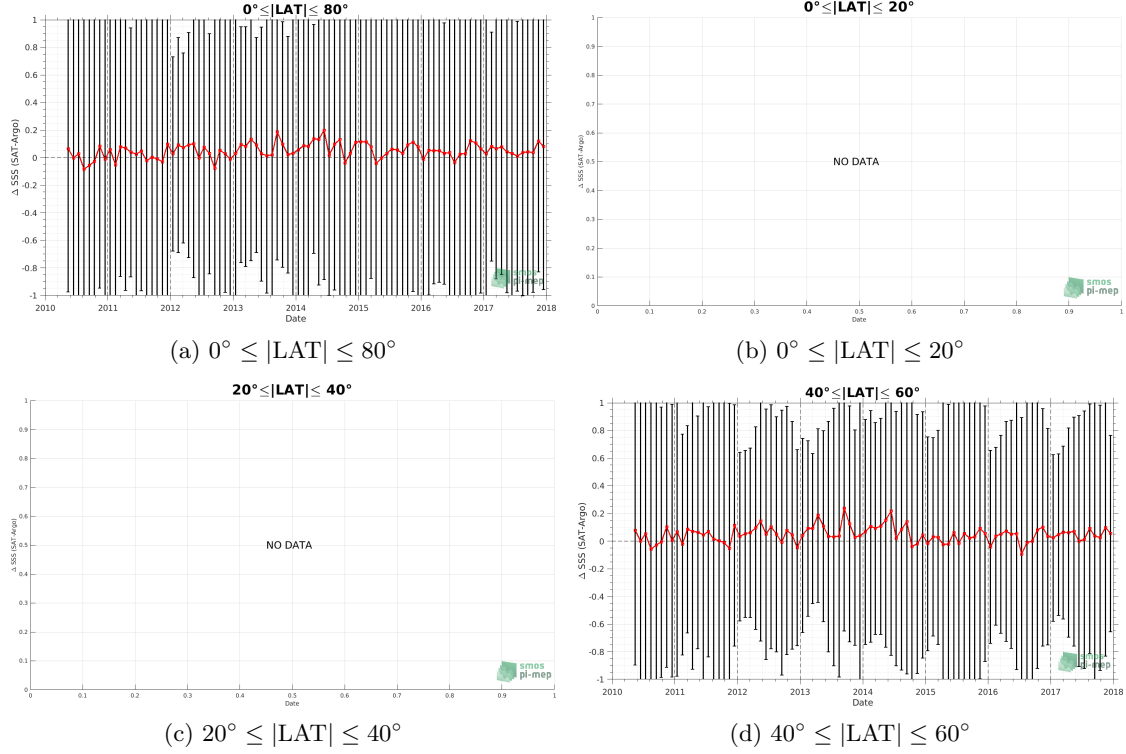 0°≤|LAT|≤ 80°
1
0.8
0.6
0.4
0.2
0
-0.2
-0.4
-0.6
-0.8
-1
Δ SSS (SAT-Argo)
2010 2011 2012 2013 2014 2015 2016 2017 2018
Date
smos
pi-mep
(a) 0° ≤ |LAT| ≤ 80°
0°≤|LAT|≤ 20°
1
0.9
0.8
0.7
0.6
0.5
0.4
0.3
0.2
0.1
0
Δ SSS (SAT-Argo)
NO DATA
0 0.1 0.2 0.3 0.4 0.5 0.6 0.7 0.8 0.9 1
Date
smos
pi-mep
(b) 0° ≤ |LAT| ≤ 20°
20°≤|LAT|≤ 40°
1
0.9
0.8
0.7
0.6
0.5
0.4
0.3
0.2
0.1
0
Δ SSS (SAT-Argo)
NO DATA
0 0.1 0.2 0.3 0.4 0.5 0.6 0.7 0.8 0.9 1
Date
smos
pi-mep
(c) 20° ≤ |LAT| ≤ 40°
40°≤|LAT|≤ 60°
1
0.8
0.6
0.4
0.2
0
-0.2
-0.4
-0.6
-0.8
-1
Δ SSS (SAT-Argo)
2010 2011 2012 2013 2014 2015 2016 2017 2018
Date
smos
pi-mep
(d) 40° ≤ |LAT| ≤ 60°